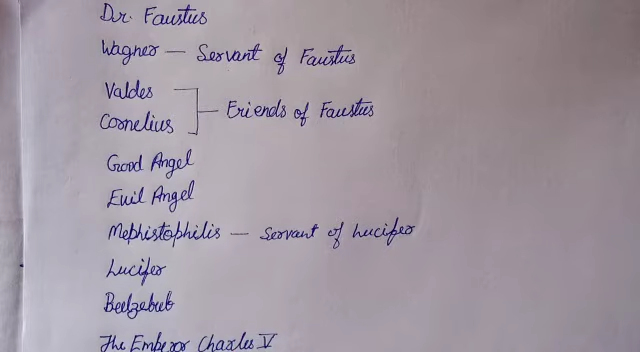 Dr. Faustus
Wagner — Servant of Faustus
Valdes
Cornelius — Friends of Faustus
Good Angel
Evil Angel
Mephistophilis — Servant of Lucifer
Lucifer
Beelzebub
The Emperor Charles V